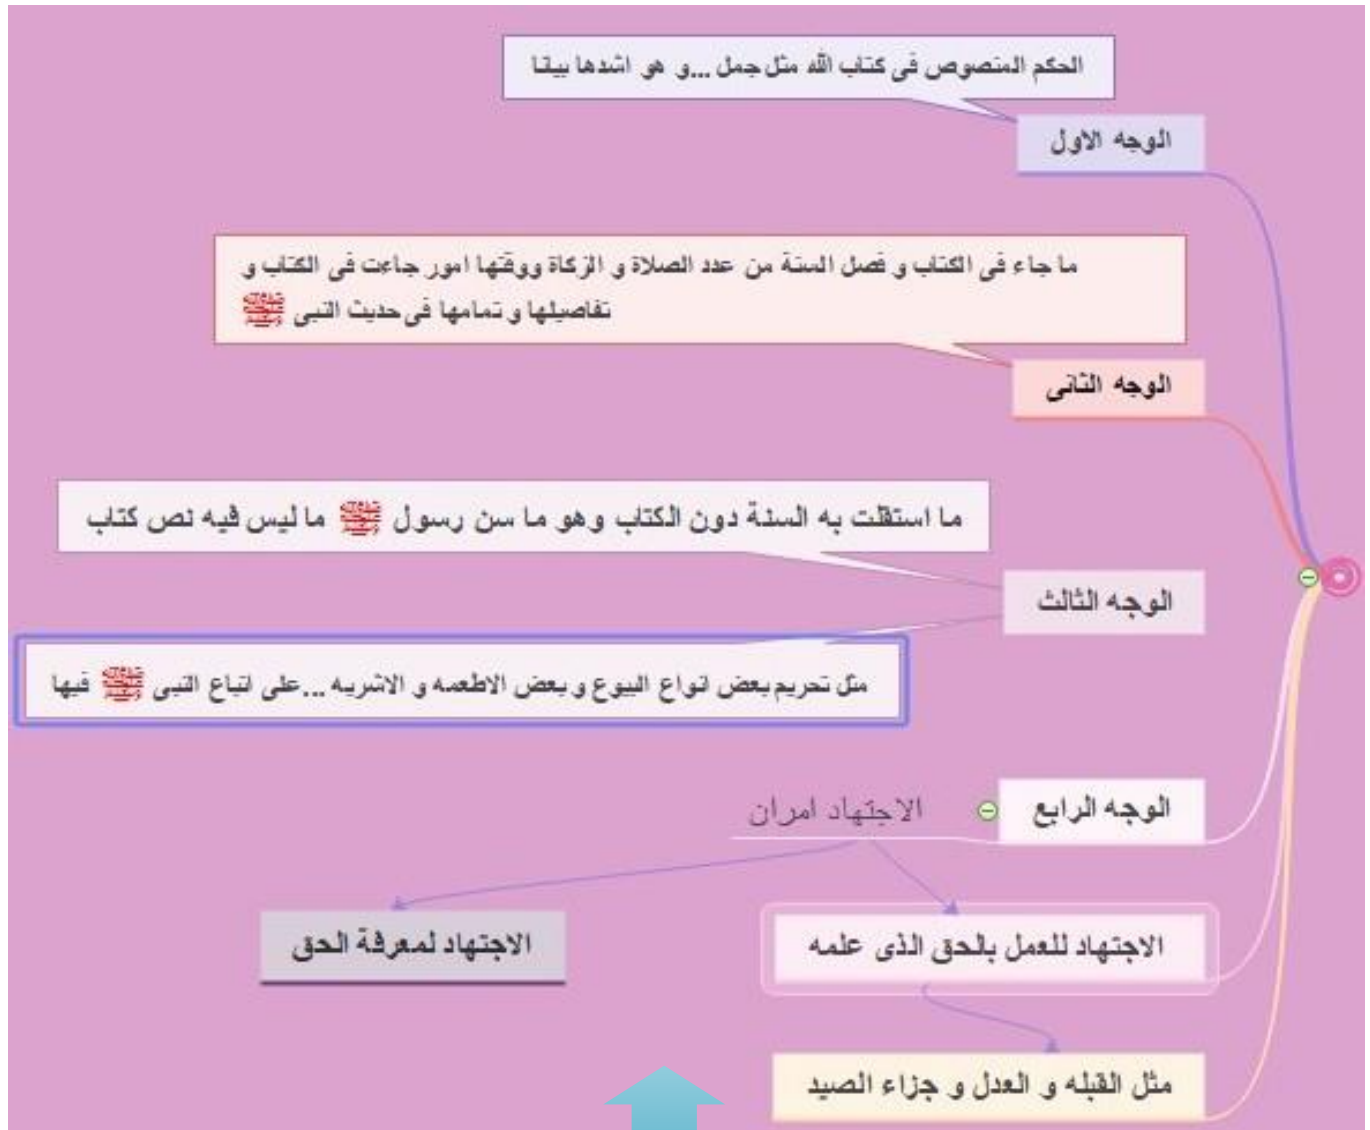 الحكم المنصوص فى كتاب الله مثل جمل ...و هو اشدها بيانا
الوجه الاول
ما جاء فى الكتاب و فصل السنة من عدد الصلاة و الزكاة ووقتها امور جاءت فى الكتاب و
تفاصيلها و تمامها فى حديث النبى ﷺ
الوجه الثانى
ما استقلت به السنة دون الكتاب وهو ما سن رسول ﷺ ما ليس فيه نص كتاب
الوجه الثالث
مثل تحريم بعض انواع البيوع و بعض الاطعمه و الاشربه ...على اتباع النبى ﷺ فيها
الوجه الرابع
الاجتهاد امران
الاجتهاد للعمل بالحق الذى علمه
الاجتهاد لمعرفة الحق
مثل القبله و العدل و جزاء الصيد